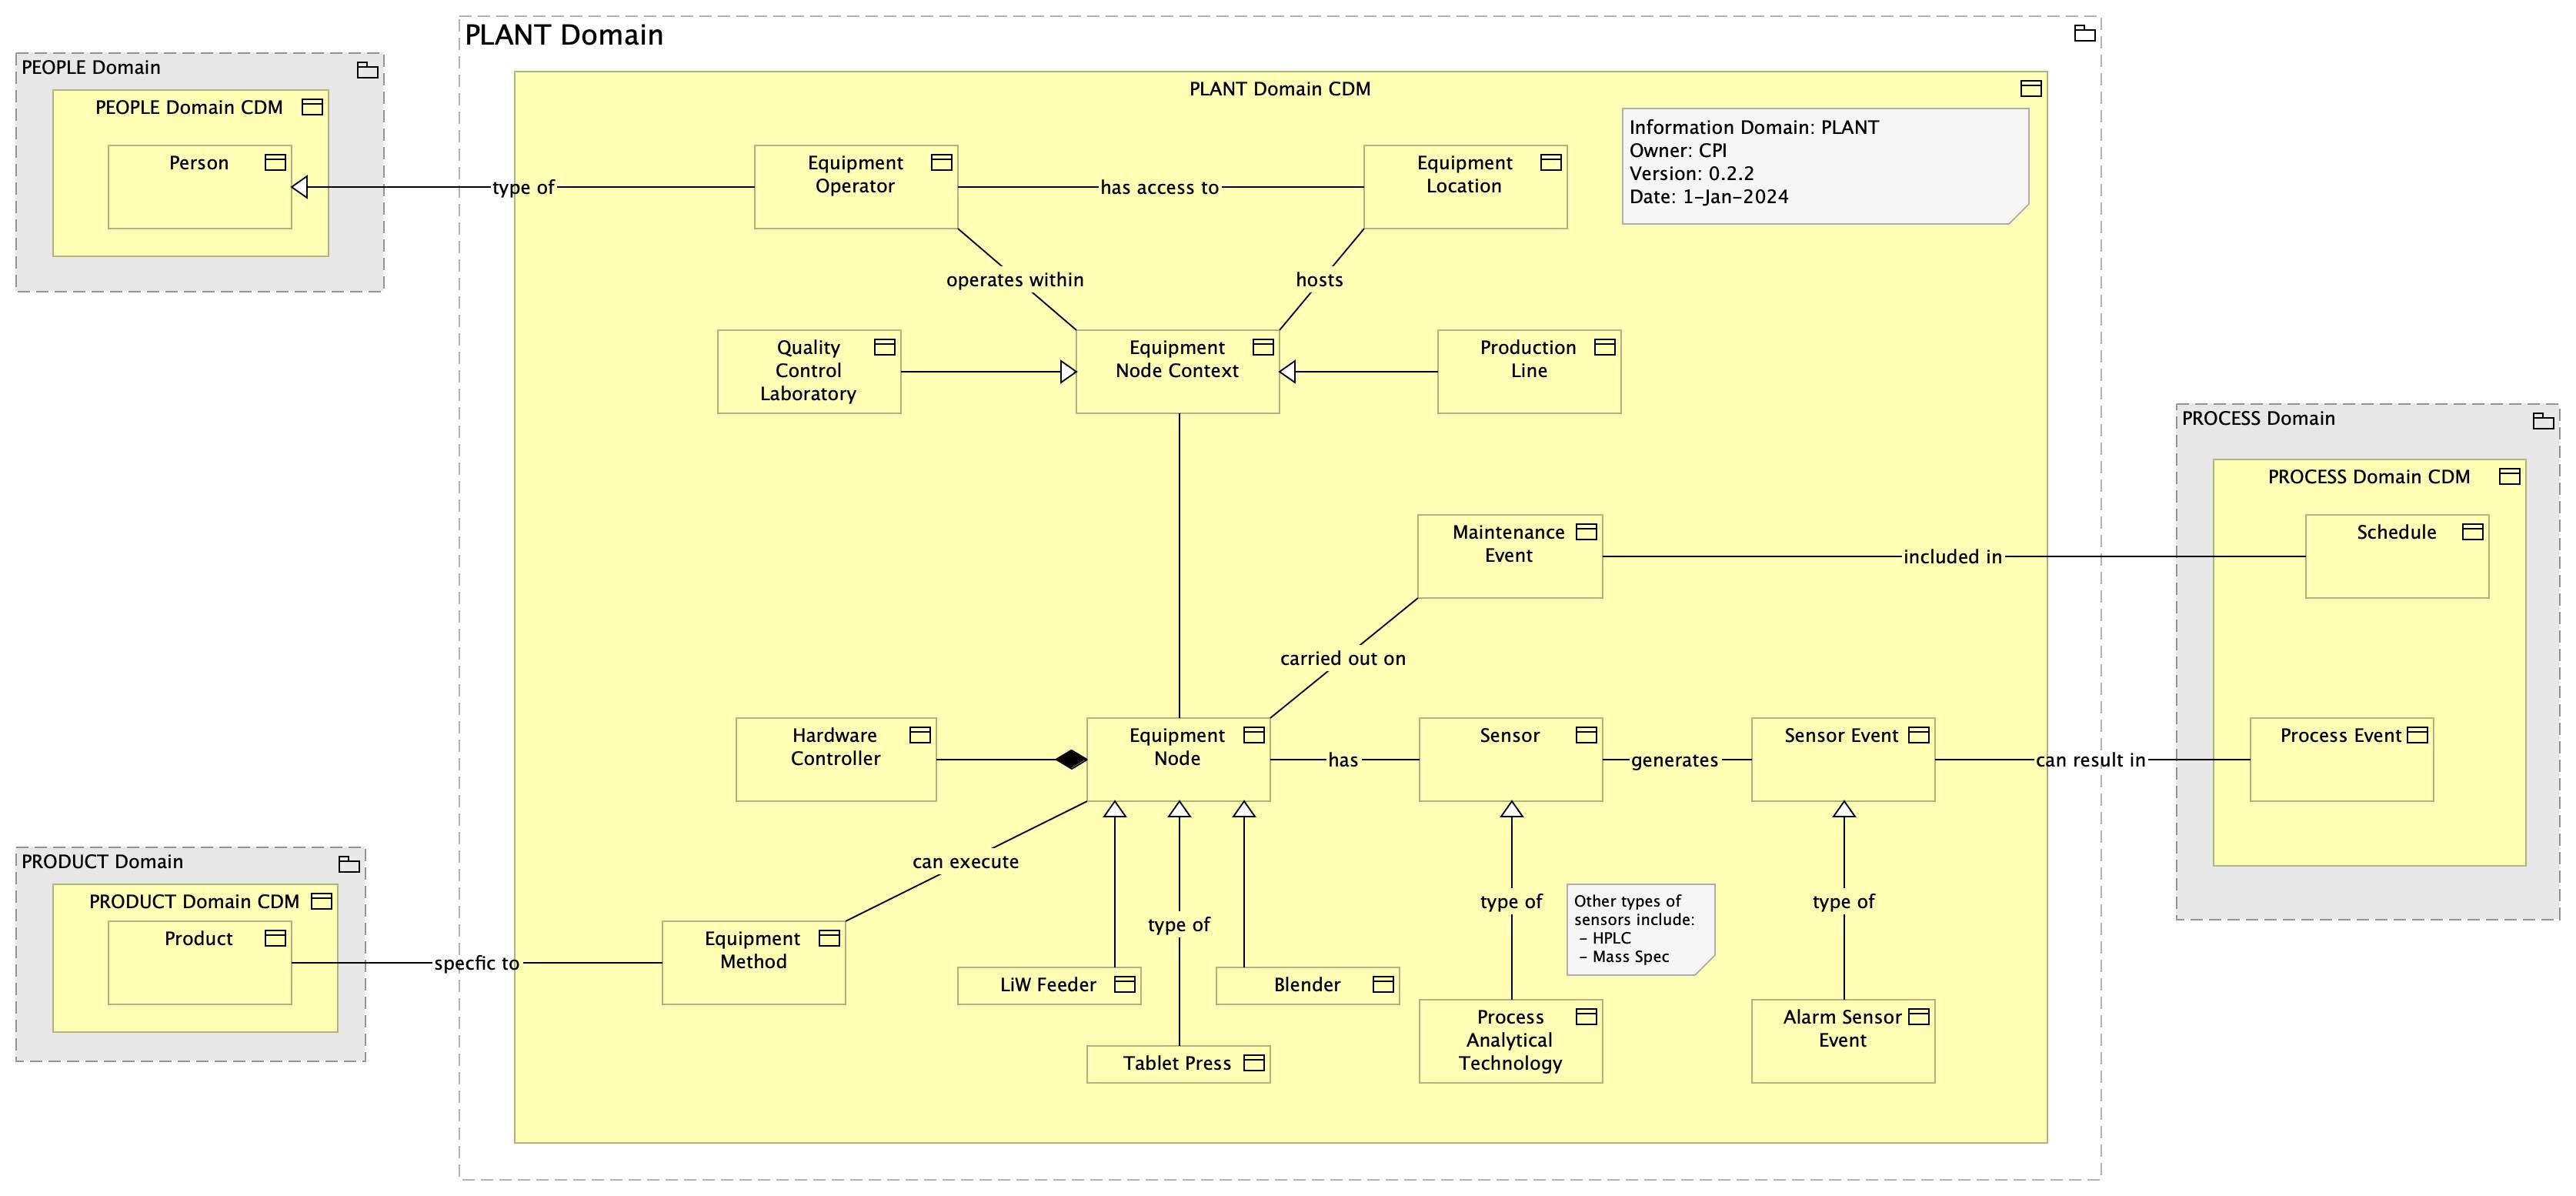 PLANT Domain
PEOPLE Domain
PEOPLE Domain CDM
Person
type of
PLANT Domain CDM
Information Domain: PLANT
Owner: CPI
Version: 0.2.2
Date: 1-Jan-2024
Equipment
Operator
has access to
Equipment
Location
operates within
hosts
Quality
Control
Laboratory
Equipment
Node Context
Production
Line
PROCESS Domain
PROCESS Domain CDM
Maintenance
Event
included in
Schedule
carried out on
Hardware
Controller
Equipment
Node
has
Sensor
generates
Sensor Event
can result in
Process Event
PRODUCT Domain
PRODUCT Domain CDM
Product
specfic to
can execute
Equipment
Method
type of
LiW Feeder
Blender
Tablet Press
type of
Other types of
sensors include:
- HPLC
- Mass Spec
type of
Process
Analytical
Technology
Alarm Sensor
Event